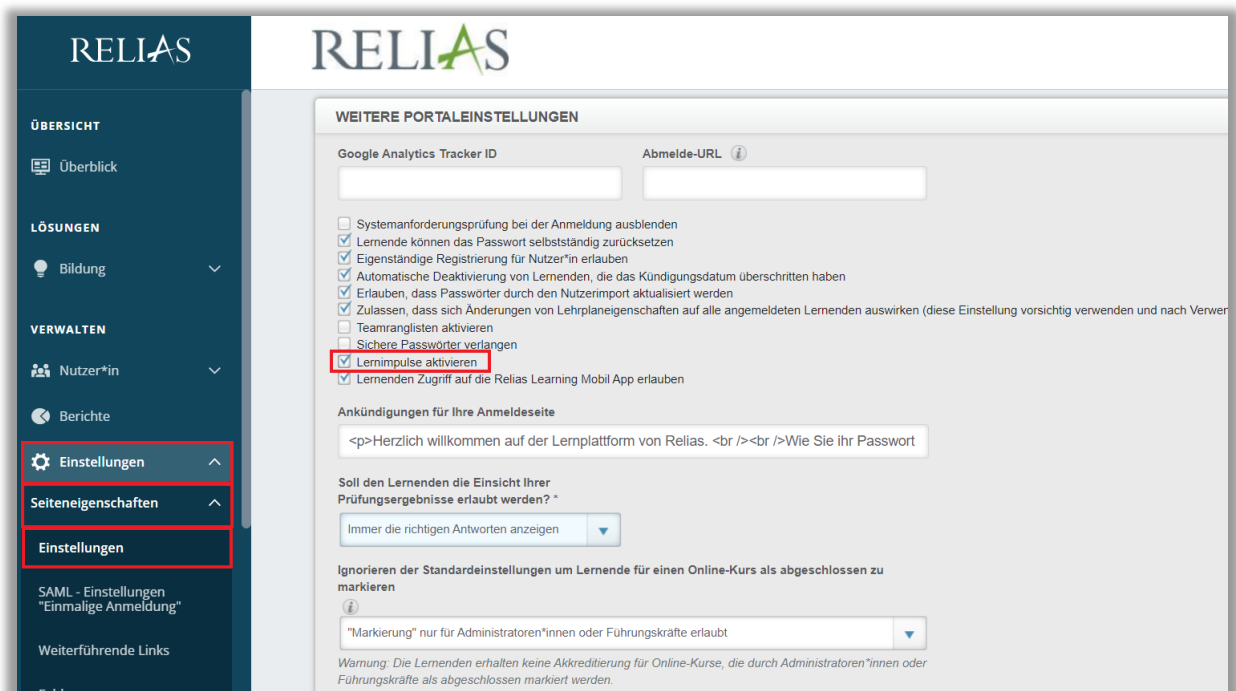 RELIAS
RELIAS
ÜBERSICHT
Überblick
LÖSUNGEN
Bildung
VERWALTEN
Nutzer*in
Berichte
Einstellungen
Seiteneigenschaften
Einstellungen
SAML - Einstellungen
"Einmalige Anmeldung"
Weiterführende Links
WEITERE PORTALEINSTELLUNGEN
Google Analytics Tracker ID
Abmelde-URL i
Systemanforderungsprüfung bei der Anmeldung ausblenden
Lernende können das Passwort selbstständig zurücksetzen
Eigenständige Registrierung für Nutzer*in erlauben
Automatische Deaktivierung von Lernenden, die das Kündigungsdatum überschritten haben
Erlauben, dass Passwörter durch den Nutzerimport aktualisiert werden
Zulassen, dass sich Änderungen von Lehrplaneigenschaften auf alle angemeldeten Lernenden auswirken (diese Einstellung vorsichtig verwenden und nach Verwer
Teamranglisten aktivieren
Sichere Passwörter verlangen
Lernimpulse aktivieren
Lernenden Zugriff auf die Relias Learning Mobil App erlauben
Ankündigungen für Ihre Anmeldeseite
<p>Herzlich willkommen auf der Lernplattform von Relias. <br /><br />Wie Sie ihr Passwort
Soll den Lernenden die Einsicht Ihrer
Prüfungsergebnisse erlaubt werden? *
Immer die richtigen Antworten anzeigen
Ignorieren der Standardeinstellungen um Lernende für einen Online-Kurs als abgeschlossen zu
markieren
i
"Markierung" nur für Administratoren*innen oder Führungskräfte erlaubt
Warnung: Die Lernenden erhalten keine Akkreditierung für Online-Kurse, die durch Administratoren*innen oder
Führungskräfte als abgeschlossen markiert werden.